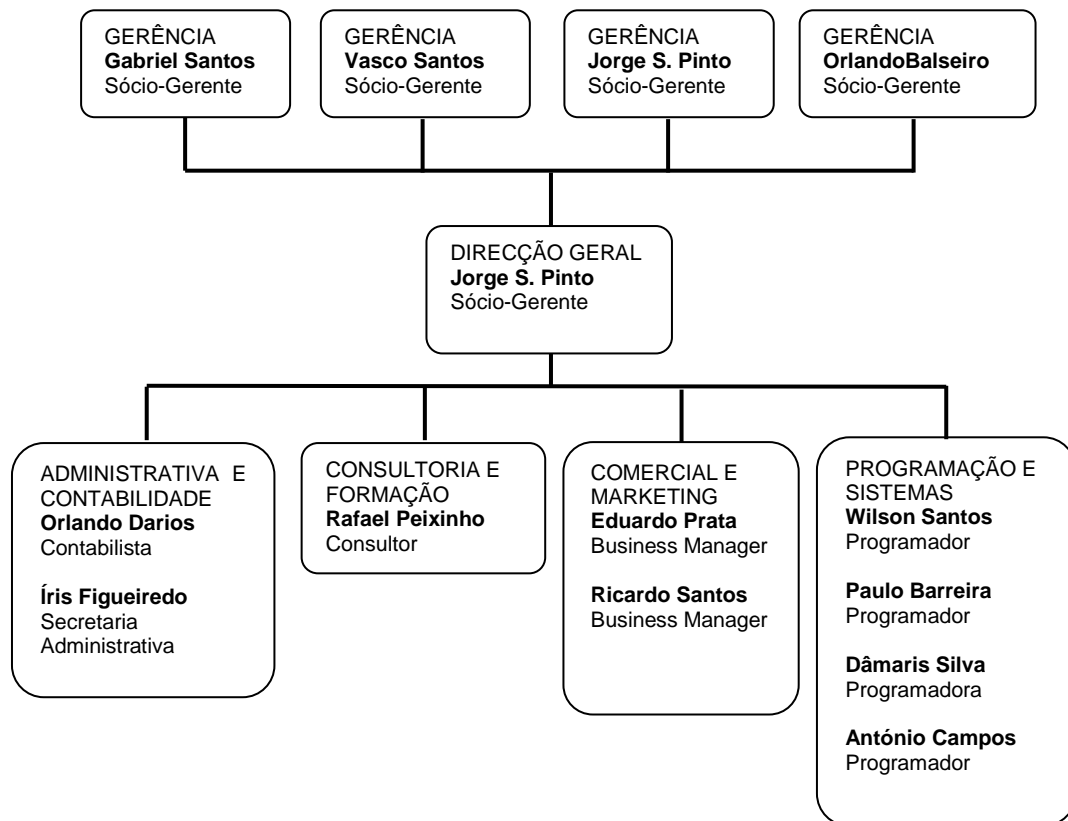 GERÊNCIA
Gabriel Santos
Sócio-Gerente
GERÊNCIA
Vasco Santos
Sócio-Gerente
GERÊNCIA
Jorge S. Pinto
Sócio-Gerente
GERÊNCIA
OrlandoBalseiro
Sócio-Gerente
DIRECÇÃO GERAL
Jorge S. Pinto
Sócio-Gerente
ADMINISTRATIVA E
CONTABILIDADE
Orlando Darios
Contabilista
Íris Figueiredo
Secretaria
Administrativa
CONSULTORIA E
FORMAÇÃO
Rafael Peixinho
Consultor
COMERCIAL E
MARKETING
Eduardo Prata
Business Manager
Ricardo Santos
Business Manager
PROGRAMAÇÃO E
SISTEMAS
Wilson Santos
Programador
Paulo Barreira
Programador
Dâmaris Silva
Programadora
António Campos
Programador